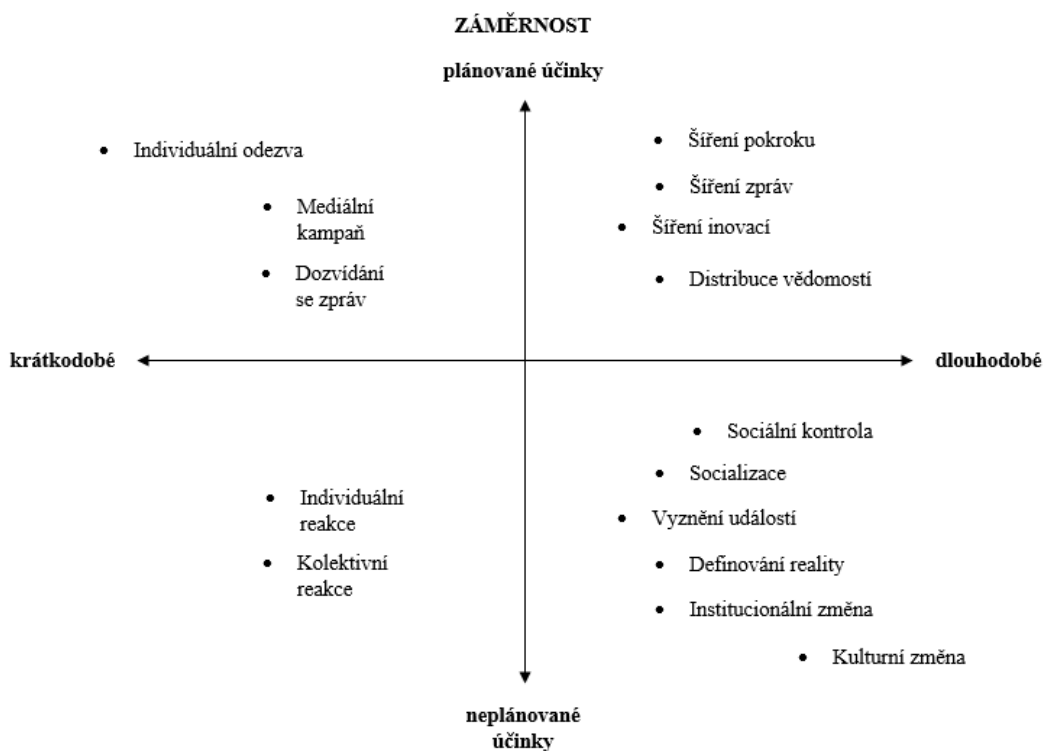 ZÁMĚRNOST
plánované účinky
Individuální odezva
Mediální
kampaň
Dozvídání
se zpráv
Šíření pokroku
Šíření zpráv
Šíření inovací
Distribuce vědomostí
krátkodobé
dlouhodobé
Individuální
reakce
Kolektivní
reakce
Sociální kontrola
Socializace
Vyznění událostí
Definování reality
Institucionální změna
Kulturní změna
neplánované
účinky